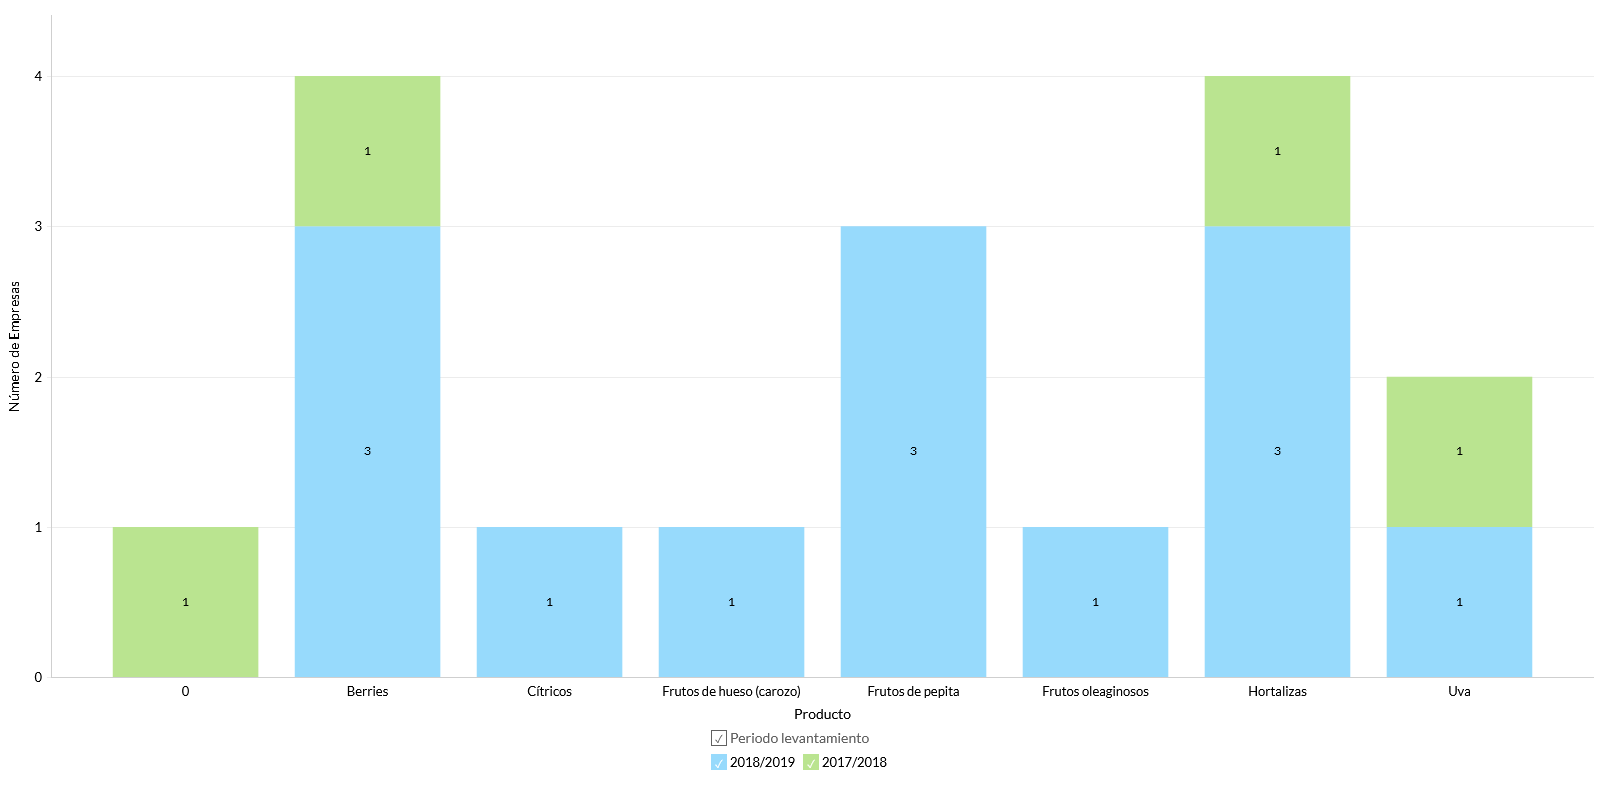 Número de Empresas
4
3
2
1
0
1
1
3
1
1
3
1
1
3
1
1
0
Berries
Cítricos
Frutos de hueso (carozo)
Frutos de pepita
Frutos oleaginosos
Hortalizas
Uva
Producto
Periodo levantamiento
2018/2019 2017/2018